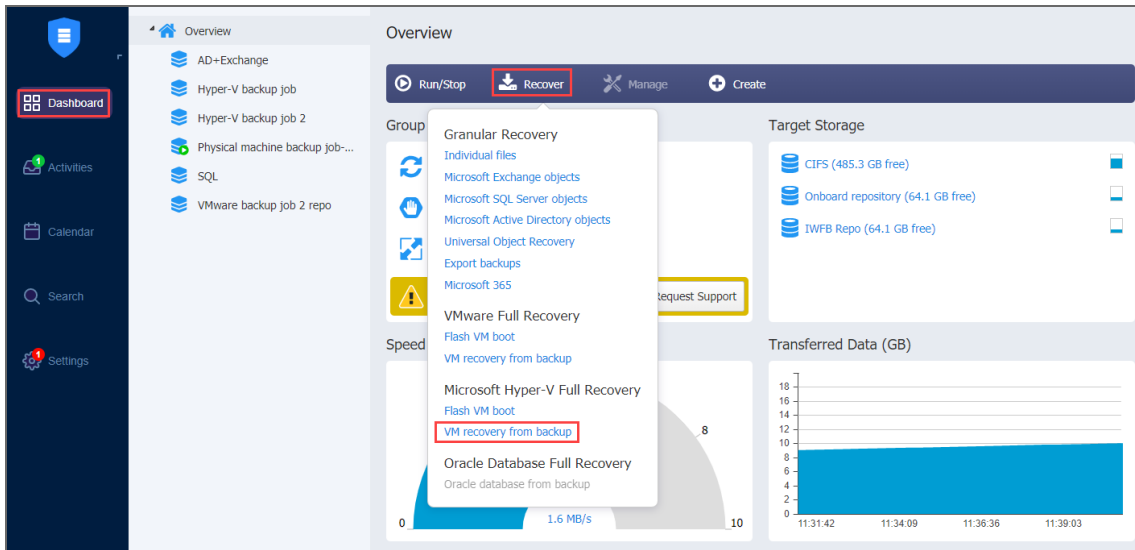 Dashboard
1
Activities
Calendar
Search
1
Settings
Overview
AD+Exchange
Hyper-V backup job
Hyper-V backup job 2
Physical machine backup job-...
SQL
VMware backup job 2 repo
Overview
Run/Stop
Recover
Manage
Create
Group
Granular Recovery
Individual files
Microsoft Exchange objects
Microsoft SQL Server objects
Microsoft Active Directory objects
Universal Object Recovery
Export backups
Microsoft 365
VMware Full Recovery
Flash VM boot
VM recovery from backup
Microsoft Hyper-V Full Recovery
Flash VM boot
VM recovery from backup
Oracle Database Full Recovery
Oracle database from backup
Request Support
Speed
8
0
1.6 MB/s
10
Target Storage
CIFS (485.3 GB free)
Onboard repository (64.1 GB free)
IWFB Repo (64.1 GB free)
Transferred Data (GB)
18
16
14
12
10
8
6
4
2
0
11:31:42 11:34:09 11:36:36 11:39:03